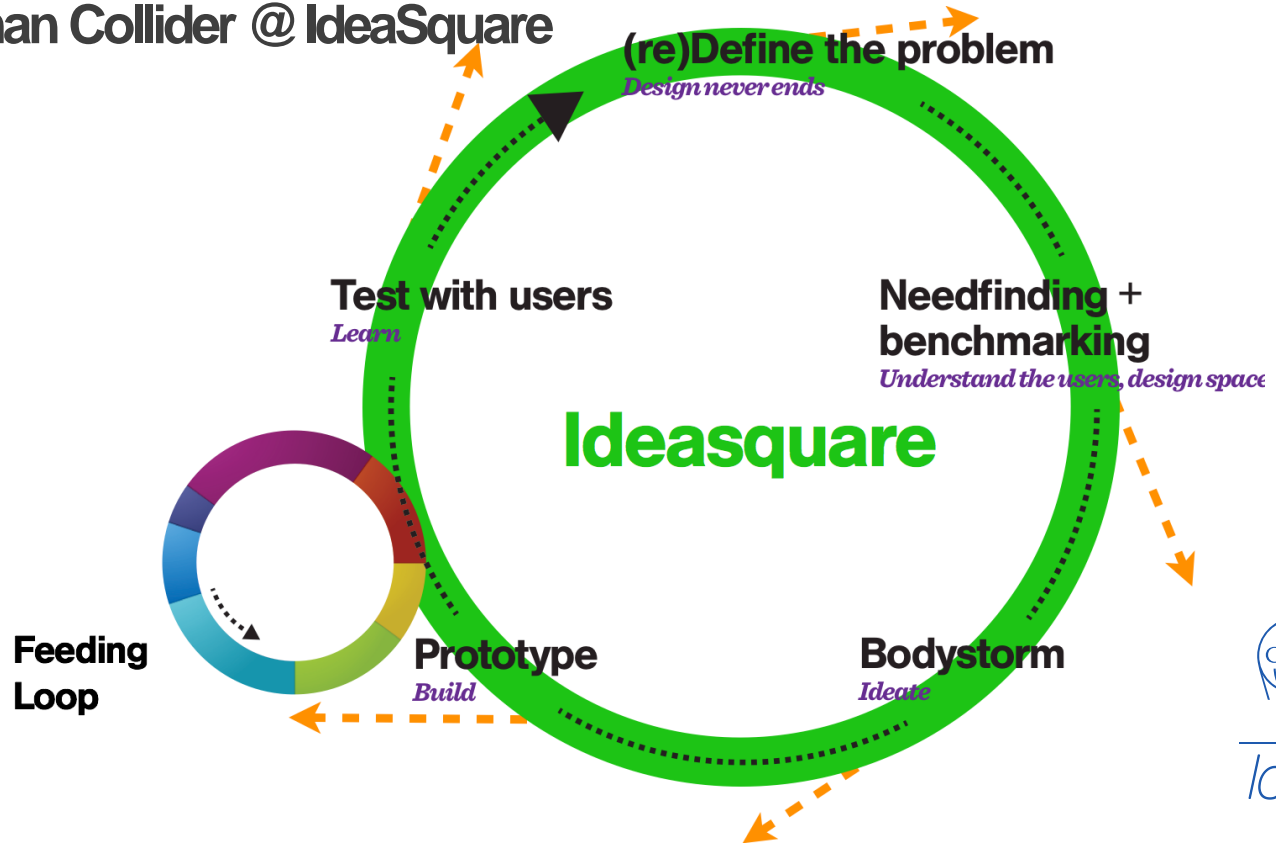 Collider @ IdeaSquare
(re)Define the problem
Design never ends
Test with users
Learn
Needfinding +
benchmarking
Understand the users, design space
Ideasquare
Feeding
Loop
Prototype
Build
Bodystorm
Ideate